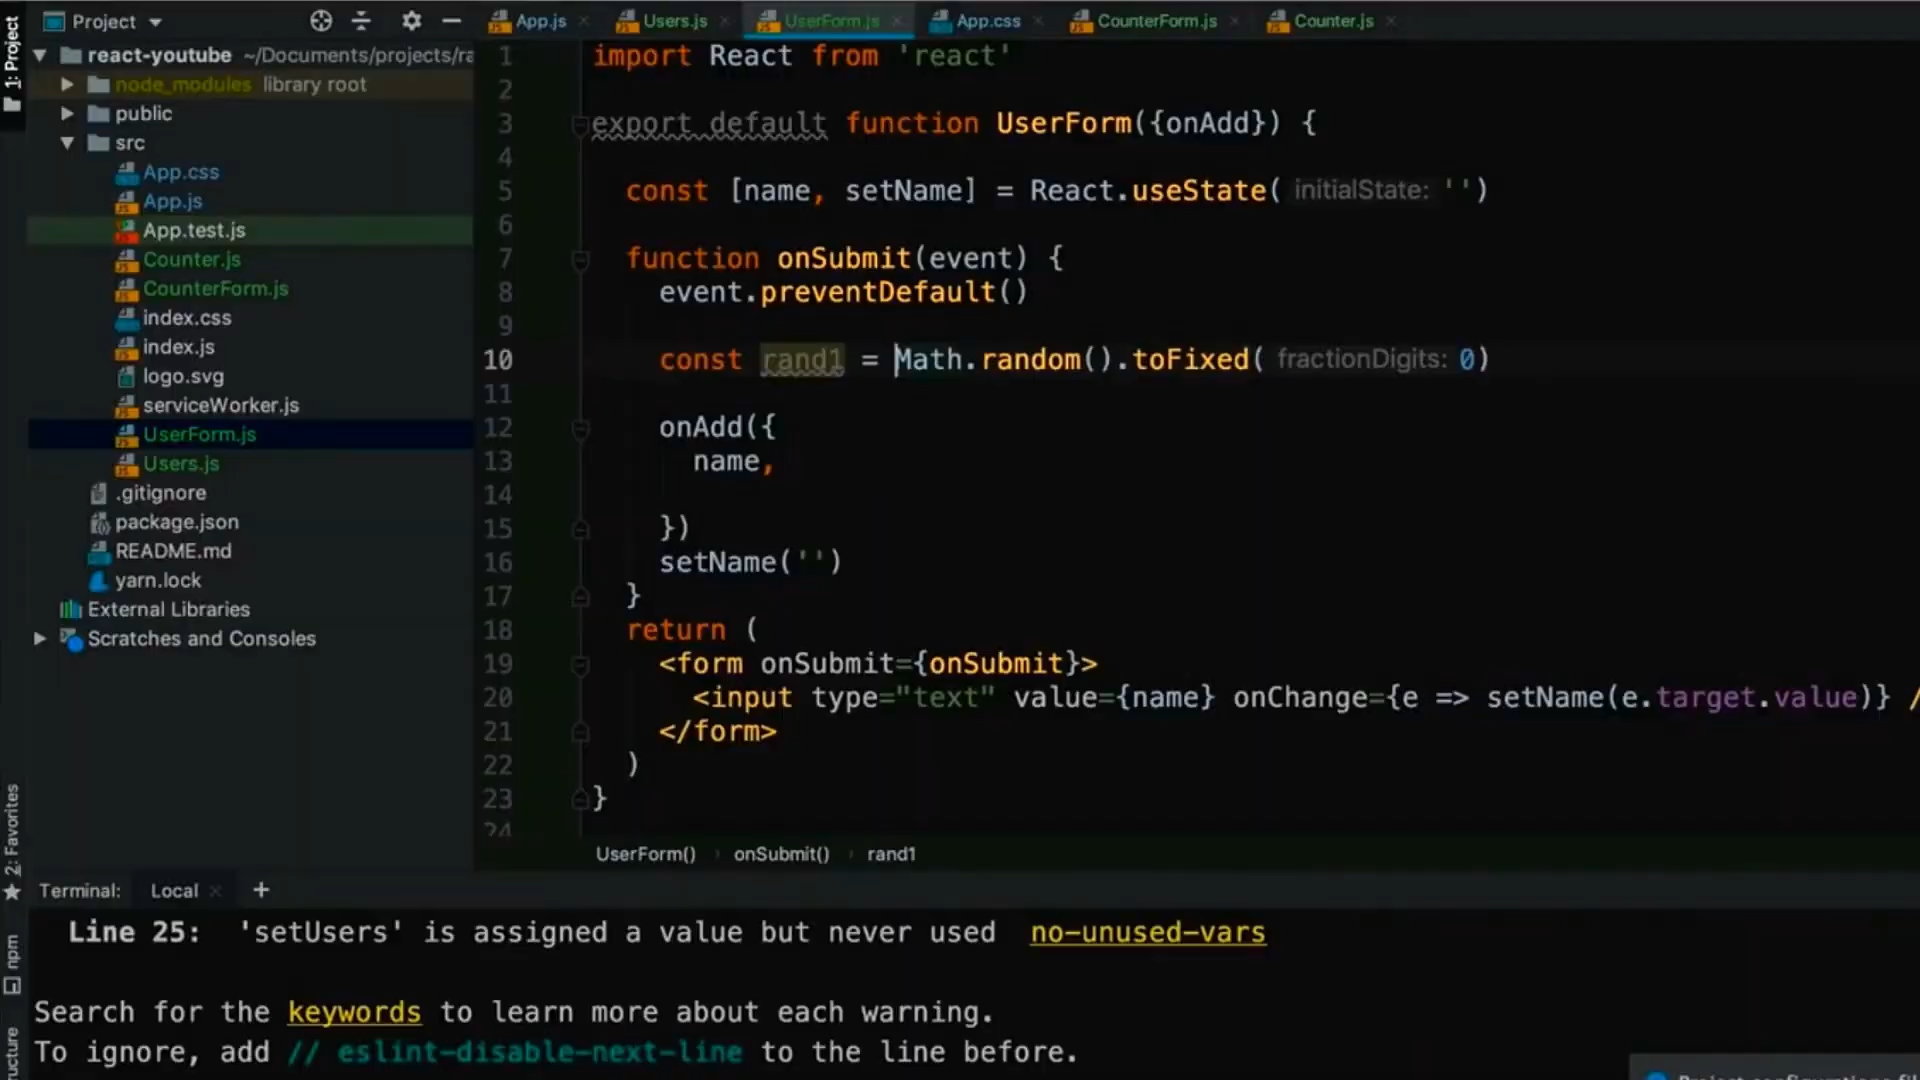 1: Project
Project
App.js
Users.js
UserForm.js
App.css
CounterForm.js
Counter.js
react-youtube ~/Documents/projects/ra
node_modules library root
public
src
App.css
App.js
App.test.js
Counter.js
CounterForm.js
index.css
index.js
logo.svg
serviceWorker.js
UserForm.js
Users.js
.gitignore
package.json
README.md
yarn.lock
External Libraries
Scratches and Consoles
1 import React from 'react'
2
3 export default function UserForm({onAdd}) {
4
5 const [name, setName] = React.useState( initialState: '')
6
7 function onSubmit(event) {
8 event.preventDefault()
9
10 const rand1 = Math.random().toFixed( fractionDigits: 0)
11
12 onAdd({
13 name,
14
15 })
16 setName('')
17 }
18 return (
19 <form onSubmit={onSubmit}>
20 <input type="text" value={name} onChange={e => setName(e.target.value)} /
21 </form>
22 )
23 }
24
UserForm() onSubmit() rand1
2: Favorites
npm
ructure
Terminal: Local +
Line 25: 'setUsers' is assigned a value but never used no-unused-vars
Search for the keywords to learn more about each warning.
To ignore, add // eslint-disable-next-line to the line before.